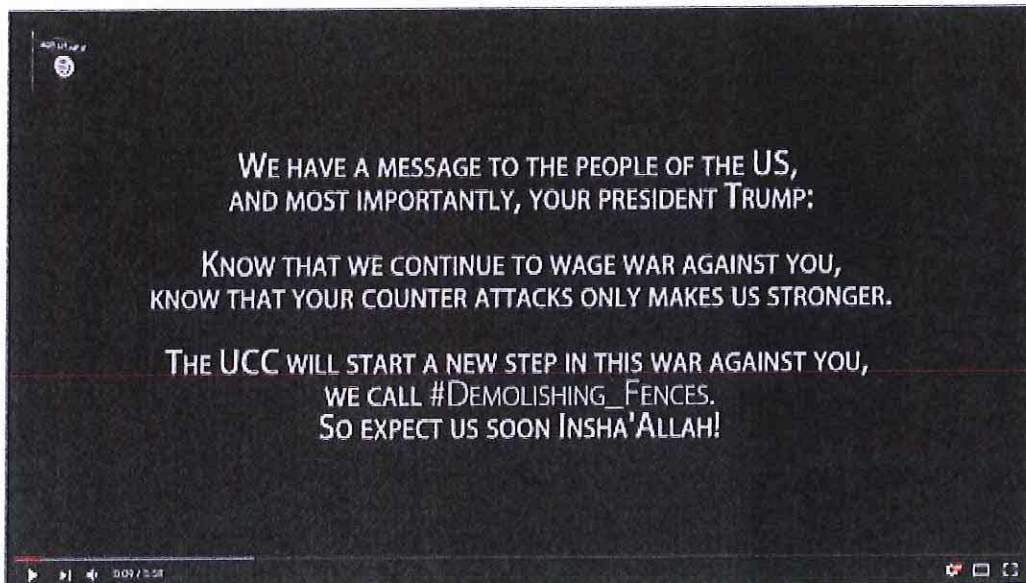 WE HAVE A MESSAGE TO THE PEOPLE OF THE US,
AND MOST IMPORTANTLY, YOUR PRESIDENT TRUMP:
KNOW THAT WE CONTINUE TO WAGE WAR AGAINST YOU,
KNOW THAT YOUR COUNTER ATTACKS ONLY MAKES US STRONGER.
THE UCC WILL START A NEW STEP IN THIS WAR AGAINST YOU,
WE CALL #DEMOLISHING_FENCES.
SO EXPECT US SOON INSHA'ALLAH!